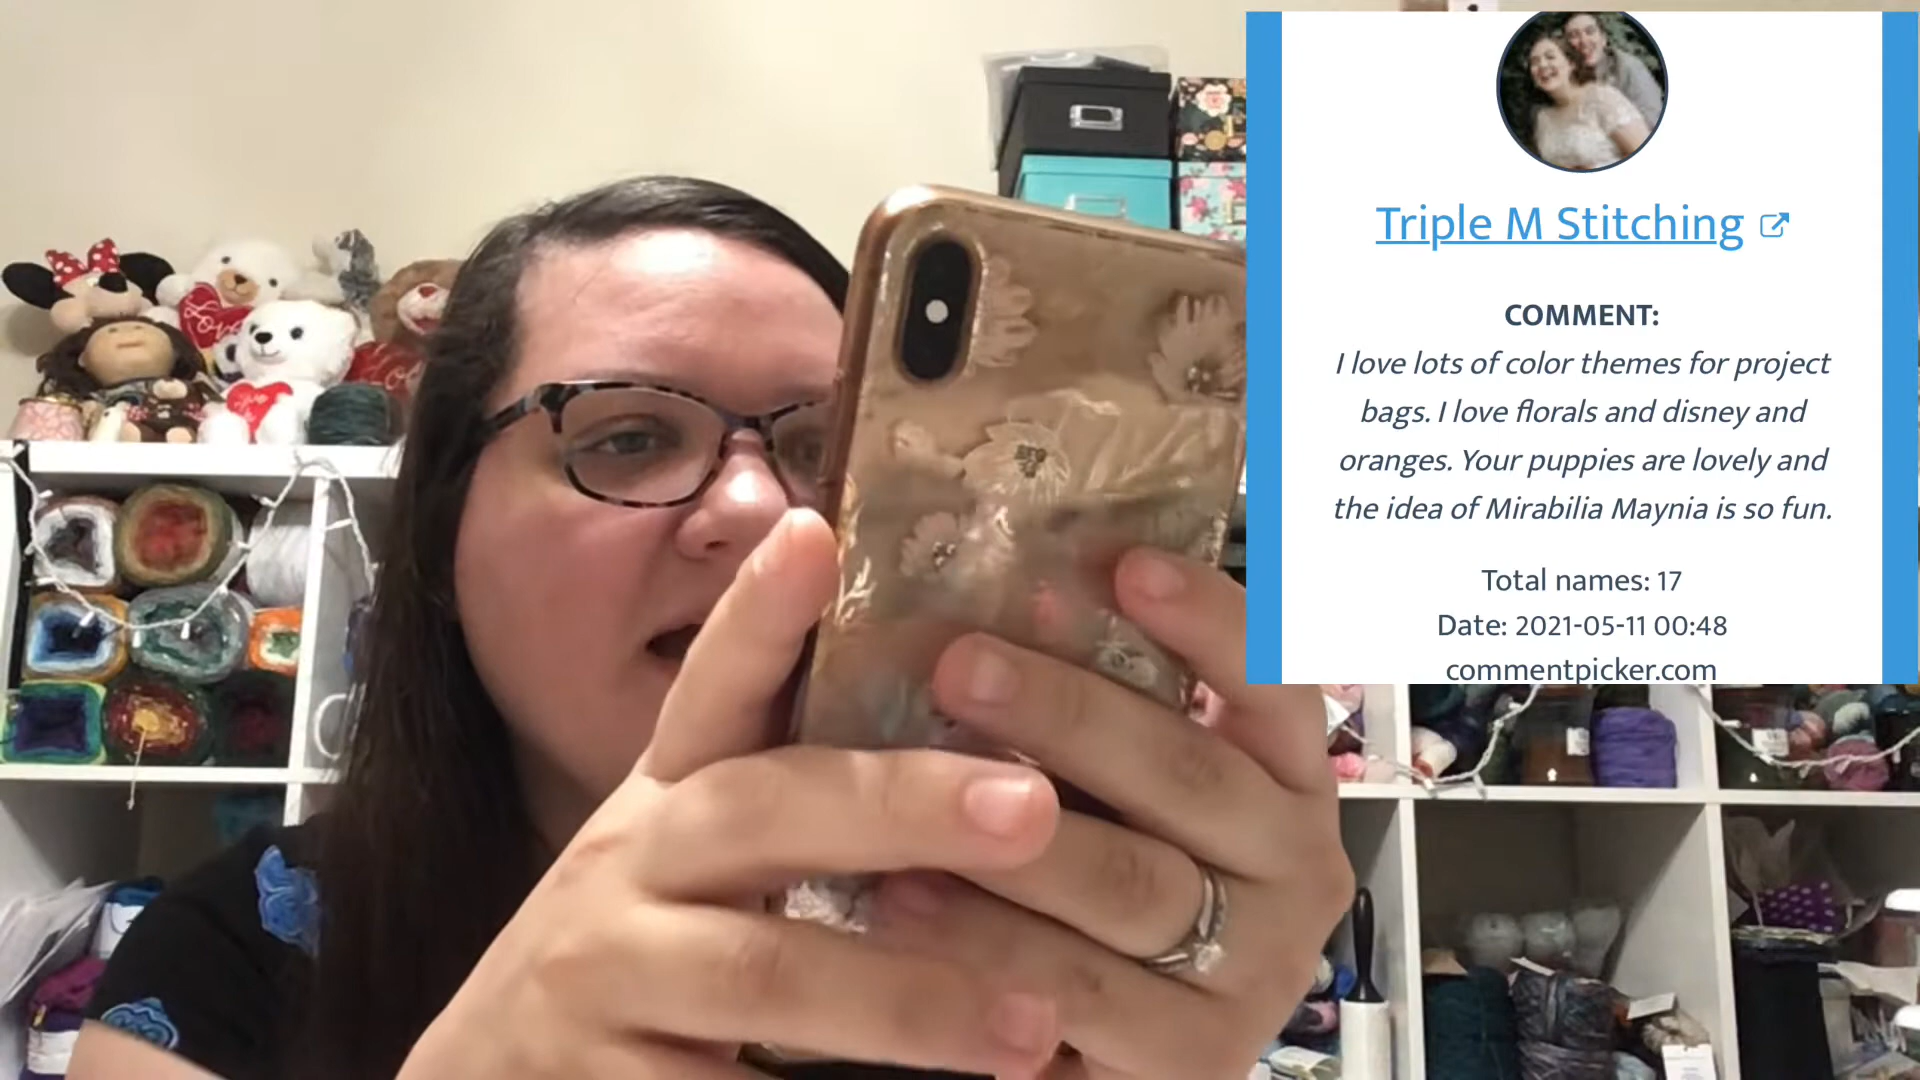 Triple M Stitching
COMMENT:
I love lots of color themes for project
bags. I love florals and disney and
oranges. Your puppies are lovely and
the idea of Mirabilia Maynia is so fun.
Total names: 17
Date: 2021-05-11 00:48
commentpicker.com
Love